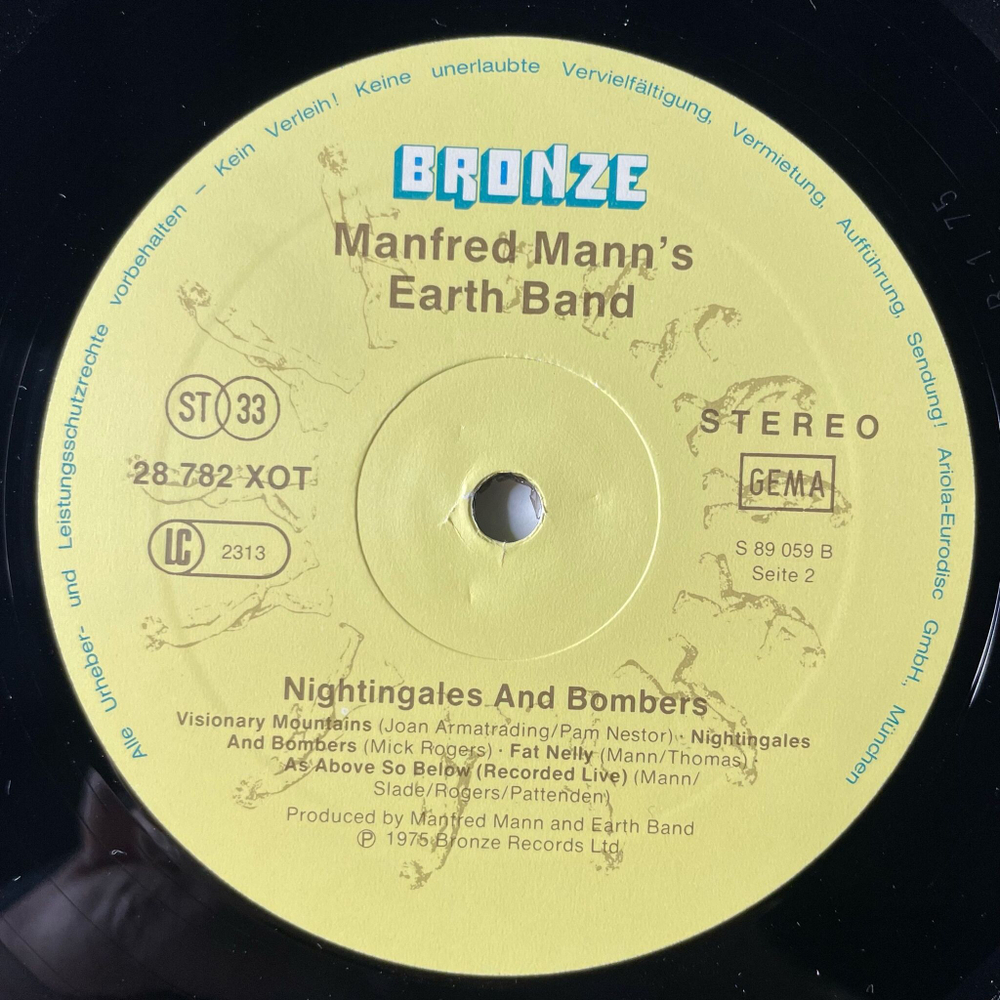 Alle Urheber- und Leistungsschutzrechte vorbehalten – Kein Verleih! Keine unerlaubte Vervielfältigung, Vermietung, Aufführung, Sendung! Ariola-Eurodisc GmbH., München
BRONZE
Manfred Mann's
Earth Band
ST 33
STEREO
28 782 XOT
GEMA
LC 2313
S 89 059 B
Seite 2
Nightingales And Bombers
Visionary Mountains (Joan Armatrading/Pam Nestor) · Nightingales
And Bombers (Mick Rogers) · Fat Nelly (Mann/Thomas) ·
As Above So Below (Recorded Live) (Mann/
Slade/Rogers/Pattenden)
Produced by Manfred Mann and Earth Band
Ⓟ 1975 Bronze Records Ltd.